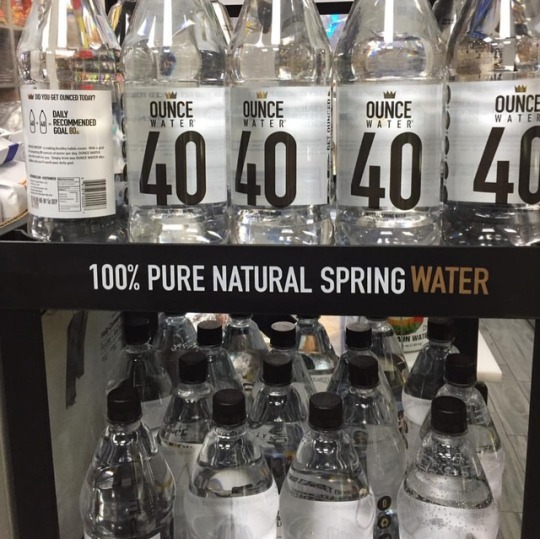 DID YOU GET OUNCED TODAY?
DAILY
RECOMMENDED
GOAL 80oz
OUNCE
WATER
40
OUNCE
WATER
40
OUNCE
WATER
40
OUNCE
WATER
40
100% PURE NATURAL SPRING WATER